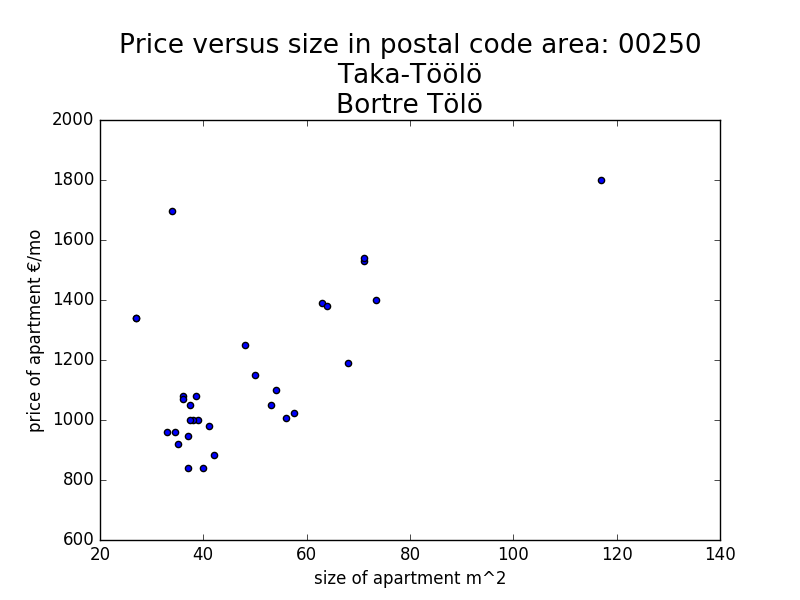 Price versus size in postal code area: 00250
Taka-Töölö
Bortre Tölö
2000
1800
1600
1400
1200
1000
800
600
price of apartment €/mo
20 40 60 80 100 120 140
size of apartment m^2